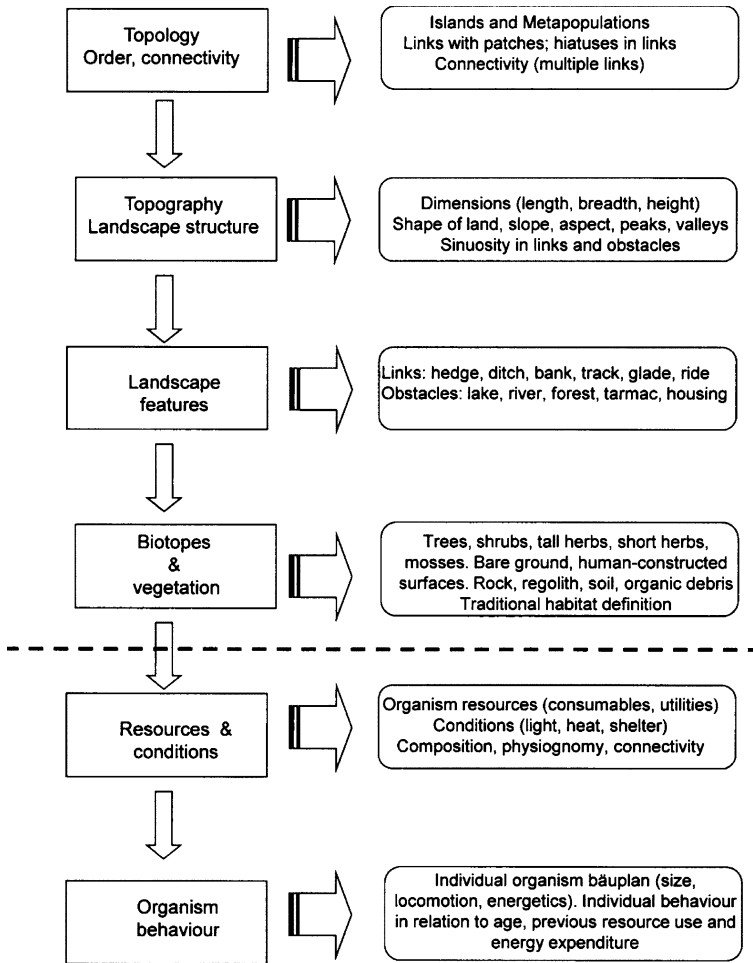 Topology
Order, connectivity
Islands and Metapopulations
Links with patches; hiatuses in links
Connectivity (multiple links)
Topography
Landscape structure
Dimensions (length, breadth, height)
Shape of land, slope, aspect, peaks, valleys
Sinuosity in links and obstacles
Landscape
features
Links: hedge, ditch, bank, track, glade, ride
Obstacles: lake, river, forest, tarmac, housing
Biotopes
&
vegetation
Trees, shrubs, tall herbs, short herbs,
mosses. Bare ground, human-constructed
surfaces. Rock, regolith, soil, organic debris
Traditional habitat definition
Resources &
conditions
Organism resources (consumables, utilities)
Conditions (light, heat, shelter)
Composition, physiognomy, connectivity
Organism
behaviour
Individual organism bäuplan (size,
locomotion, energetics). Individual behaviour
in relation to age, previous resource use and
energy expenditure